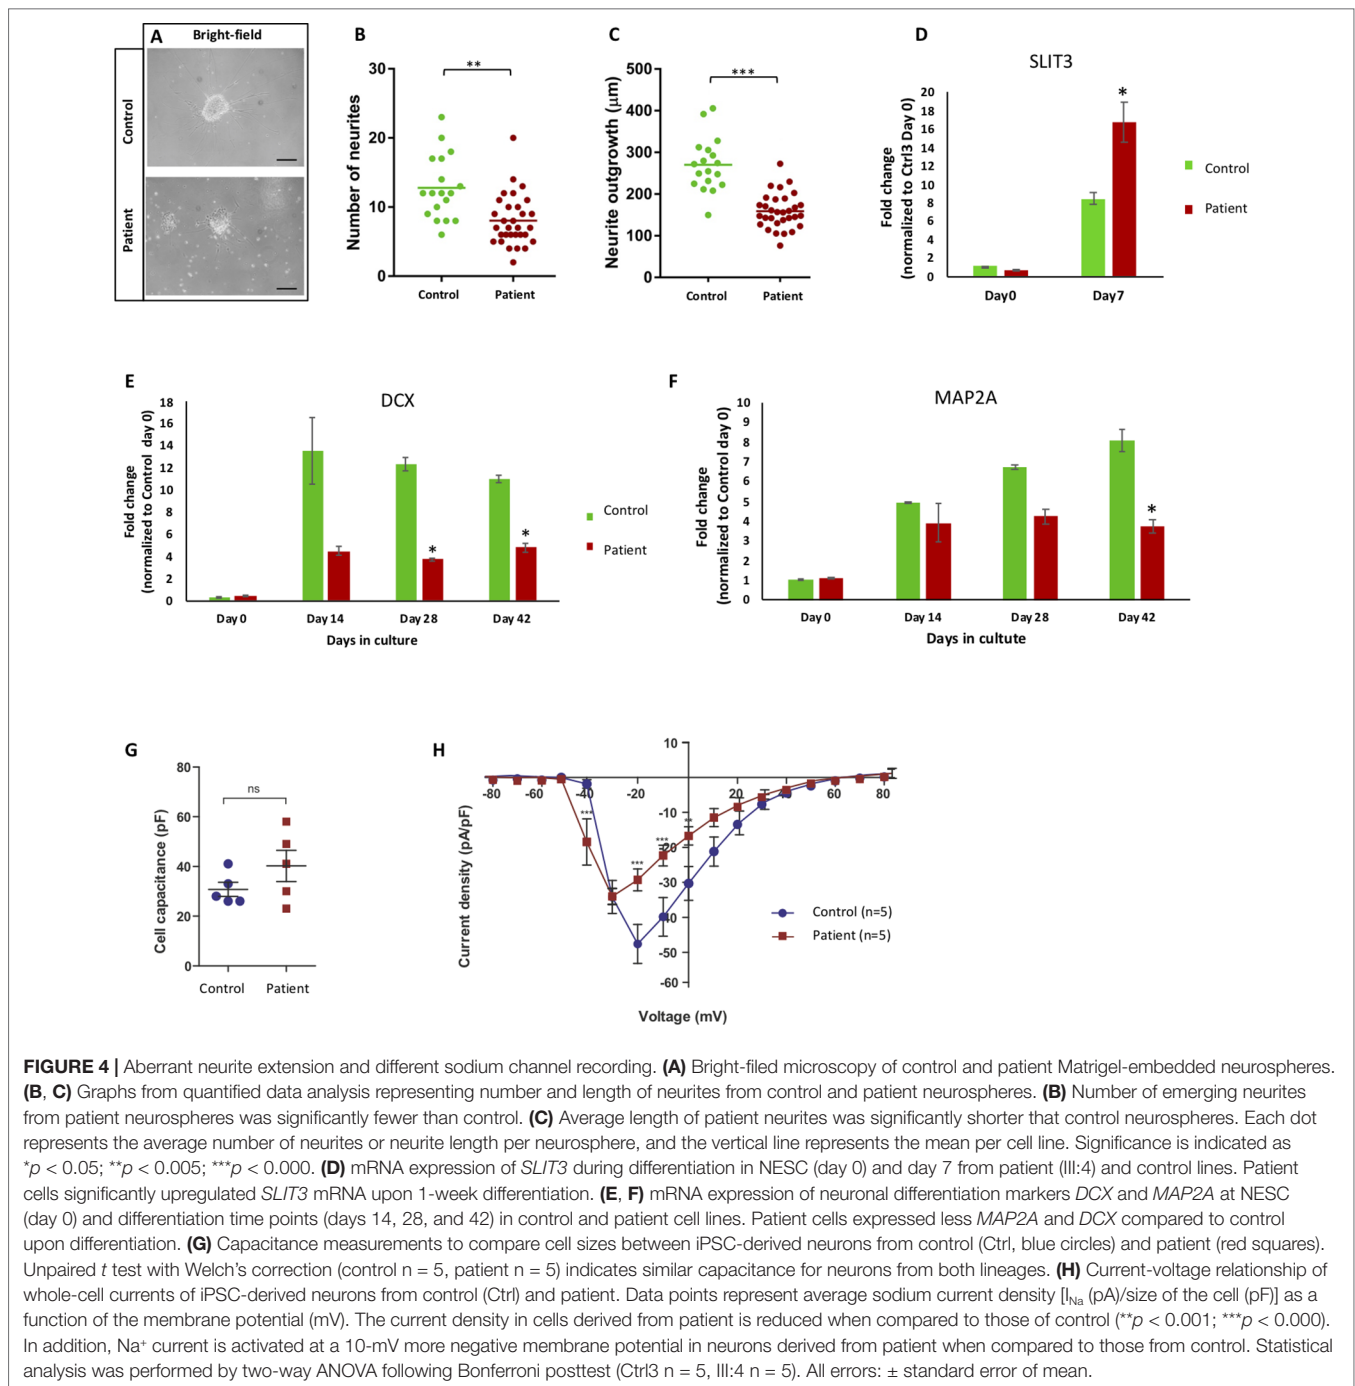 A
Bright-field
Control
Patient
B
Number of neurites
30
20
10
0
**
Control
Patient
C
Neurite outgrowth (μm)
500
400
300
200
100
0
***
Control
Patient
D
SLIT3
Fold change
(normalized to Ctrl3 Day 0)
20
18
16
14
12
10
8
6
4
2
0
*
Day0
Day7
Control
Patient
E
DCX
Fold change
(normalized to Control day 0)
18
16
14
12
10
8
6
4
2
0
*
*
Day 0
Day 14
Day 28
Day 42
Days in culture
Control
Patient
F
MAP2A
Fold change
(normalized to Control day 0)
10
9
8
7
6
5
4
3
2
1
0
*
Day 0
Day 14
Day 28
Day 42
Days in cultute
G
Cell capacitance (pF)
80
60
40
20
0
ns
Control
Patient
H
Current density (pA/pF)
10
-80
-60
-40
-20
20
40
60
80
-10
-20
-30
-40
-50
-60
***
***
***
**
Control (n=5)
Patient (n=5)
Voltage (mV)
FIGURE 4 | Aberrant neurite extension and different sodium channel recording. (A) Bright-filed microscopy of control and patient Matrigel-embedded neurospheres.
(B, C) Graphs from quantified data analysis representing number and length of neurites from control and patient neurospheres. (B) Number of emerging neurites
from patient neurospheres was significantly fewer than control. (C) Average length of patient neurites was significantly shorter that control neurospheres. Each dot
represents the average number of neurites or neurite length per neurosphere, and the vertical line represents the mean per cell line. Significance is indicated as
*p < 0.05; **p < 0.005; ***p < 0.000. (D) mRNA expression of SLIT3 during differentiation in NESC (day 0) and day 7 from patient (III:4) and control lines. Patient
cells significantly upregulated SLIT3 mRNA upon 1-week differentiation. (E, F) mRNA expression of neuronal differentiation markers DCX and MAP2A at NESC
(day 0) and differentiation time points (days 14, 28, and 42) in control and patient cell lines. Patient cells expressed less MAP2A and DCX compared to control
upon differentiation. (G) Capacitance measurements to compare cell sizes between iPSC-derived neurons from control (Ctrl, blue circles) and patient (red squares).
Unpaired t test with Welch's correction (control n = 5, patient n = 5) indicates similar capacitance for neurons from both lineages. (H) Current-voltage relationship of
whole-cell currents of iPSC-derived neurons from control (Ctrl) and patient. Data points represent average sodium current density [INa (pA)/size of the cell (pF)] as a
function of the membrane potential (mV). The current density in cells derived from patient is reduced when compared to those of control (**p < 0.001; ***p < 0.000).
In addition, Na⁺ current is activated at a 10-mV more negative membrane potential in neurons derived from patient when compared to those from control. Statistical
analysis was performed by two-way ANOVA following Bonferroni posttest (Ctrl3 n = 5, III:4 n = 5). All errors: ± standard error of mean.